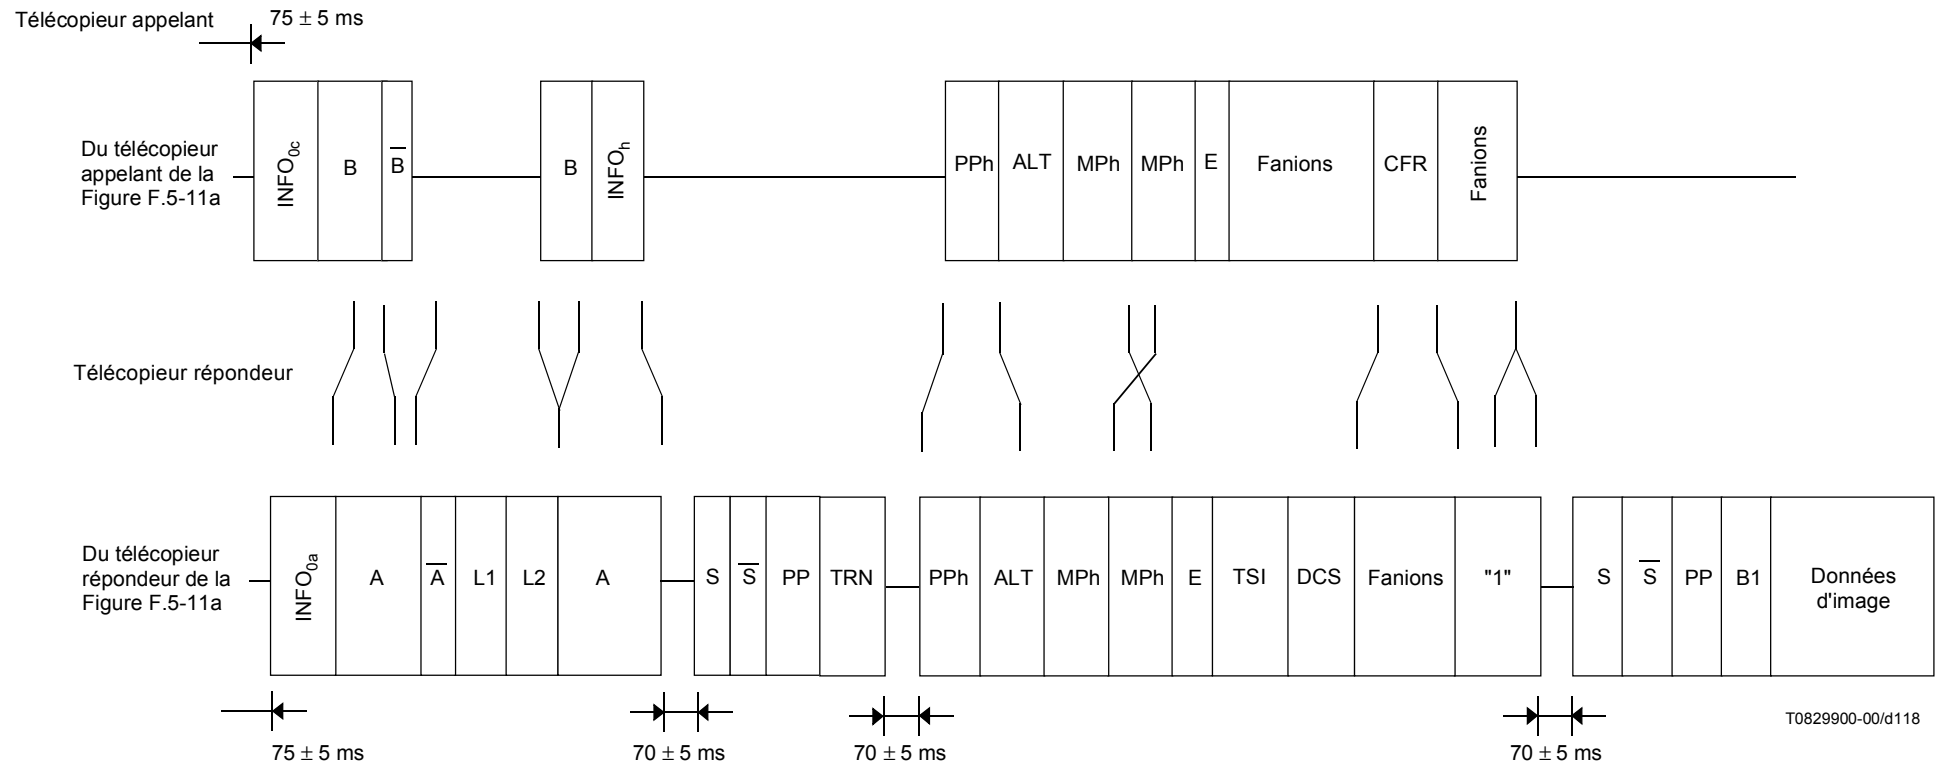 Télécopieur appelant
75 ± 5 ms
Du télécopieur
appelant de la
Figure F.5-11a
INFO0c
B
B̅
B
INFOh
PPh
ALT
MPh
MPh
E
Fanions
CFR
Fanions
Télécopieur répondeur
Du télécopieur
répondeur de la
Figure F.5-11a
INFO0a
A
A̅
L1
L2
A
S
S̅
PP
TRN
PPh
ALT
MPh
MPh
E
TSI
DCS
Fanions
"1"
S
S̅
PP
B1
Données
d'image
75 ± 5 ms
70 ± 5 ms
70 ± 5 ms
70 ± 5 ms
T0829900-00/d118